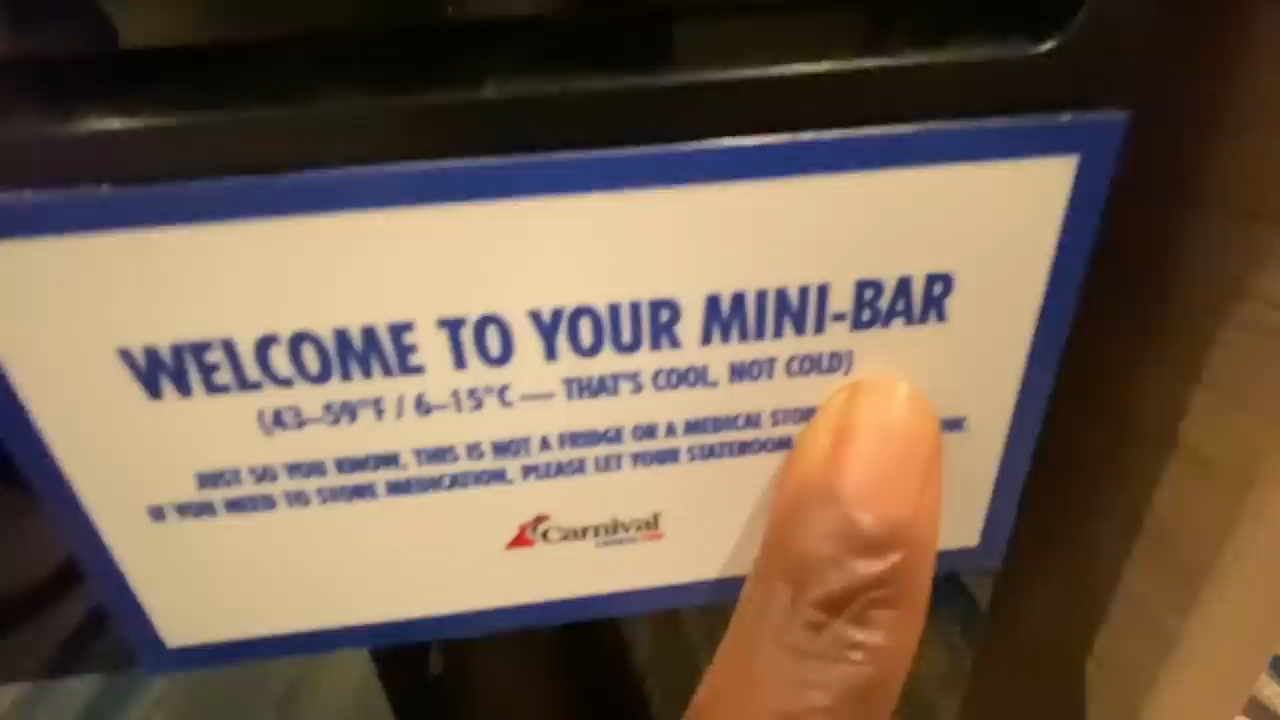 WELCOME TO YOUR MINI-BAR
(43–59°F / 6–15°C — THAT'S COOL, NOT COLD)
JUST SO YOU KNOW, THIS IS NOT A FRIDGE OR A MEDICAL
IF YOU NEED TO STORE MEDICATION, PLEASE LET YOUR STATEROOM
Carnival